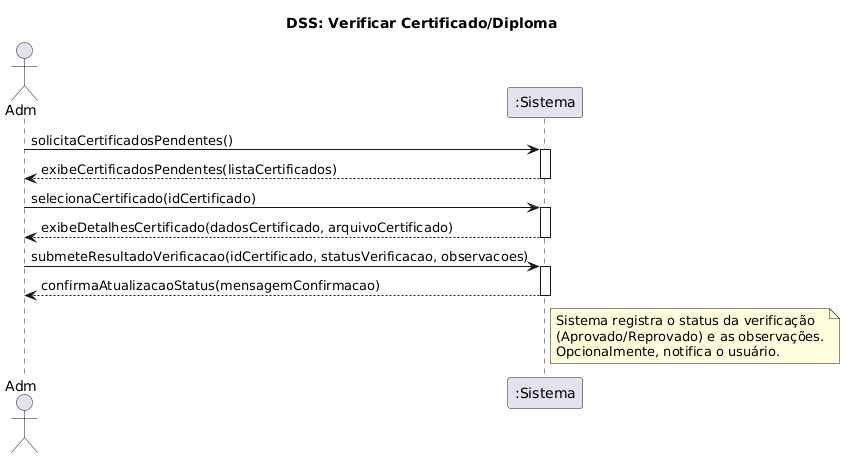 DSS: Verificar Certificado/Diploma
Adm
:Sistema
solicitaCertificadosPendentes()
exibeCertificadosPendentes(listaCertificados)
selecionaCertificado(idCertificado)
exibeDetalhesCertificado(dadosCertificado, arquivoCertificado)
submeteResultadoVerificacao(idCertificado, statusVerificacao, observacoes)
confirmaAtualizacaoStatus(mensagemConfirmacao)
Sistema registra o status da verificação
(Aprovado/Reprovado) e as observações.
Opcionalmente, notifica o usuário.
Adm
:Sistema